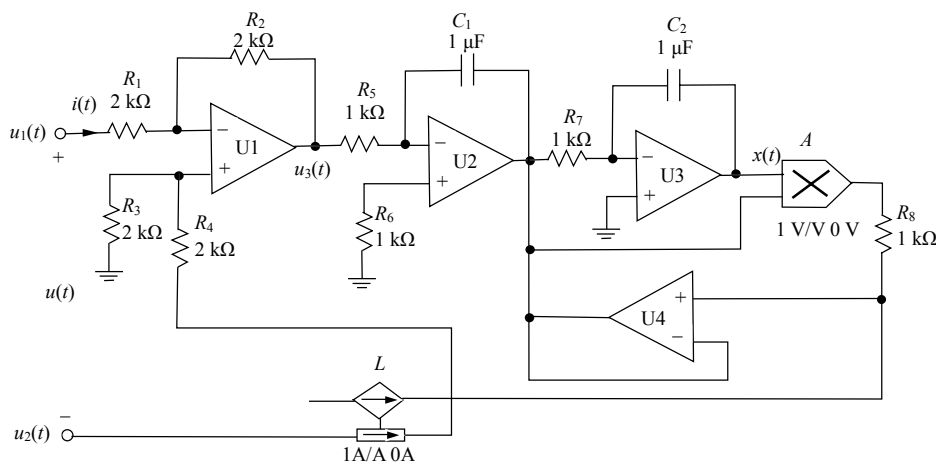 R₂
2 kΩ
C₁
1 μF
C₂
1 μF
R₁
2 kΩ
i(t)
u₁(t)
+
−
+
U1
u₃(t)
R₅
1 kΩ
−
+
U2
R₇
1 kΩ
−
+
U3
x(t)
A
1 V/V 0 V
R₃
2 kΩ
R₄
2 kΩ
R₆
1 kΩ
R₈
1 kΩ
u(t)
+
−
U4
L
−
u₂(t)
1A/A 0A